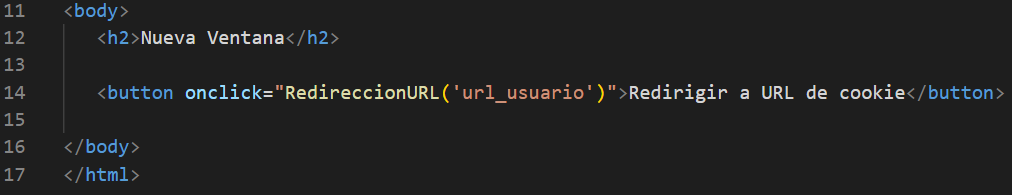 11 <body>
12 <h2>Nueva Ventana</h2>
13
14 <button onclick="RedireccionURL('url_usuario')">Redirigir a URL de cookie</button>
15
16 </body>
17 </html>